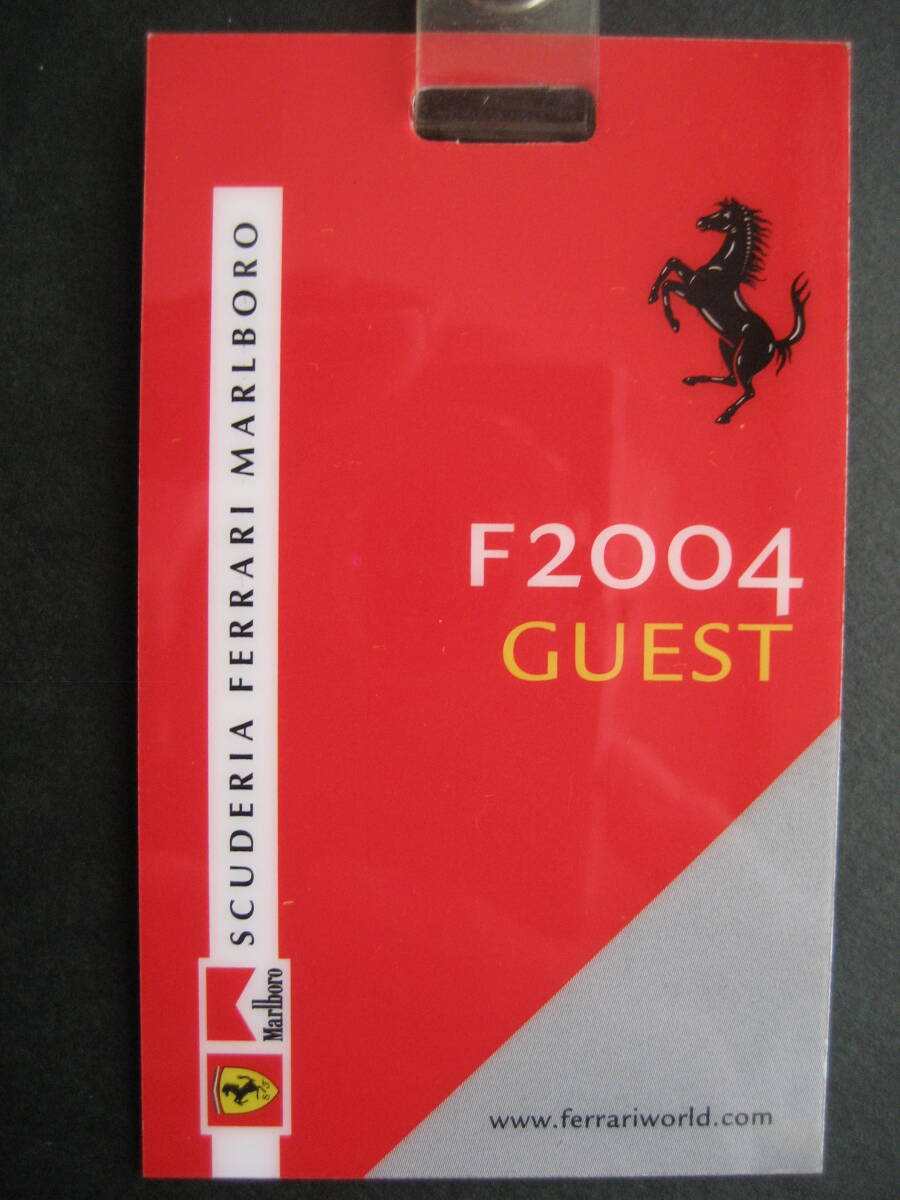 SCUDERIA FERRARI MARLBORO
Marlboro
S F
F2004
GUEST
www.ferrariworld.com